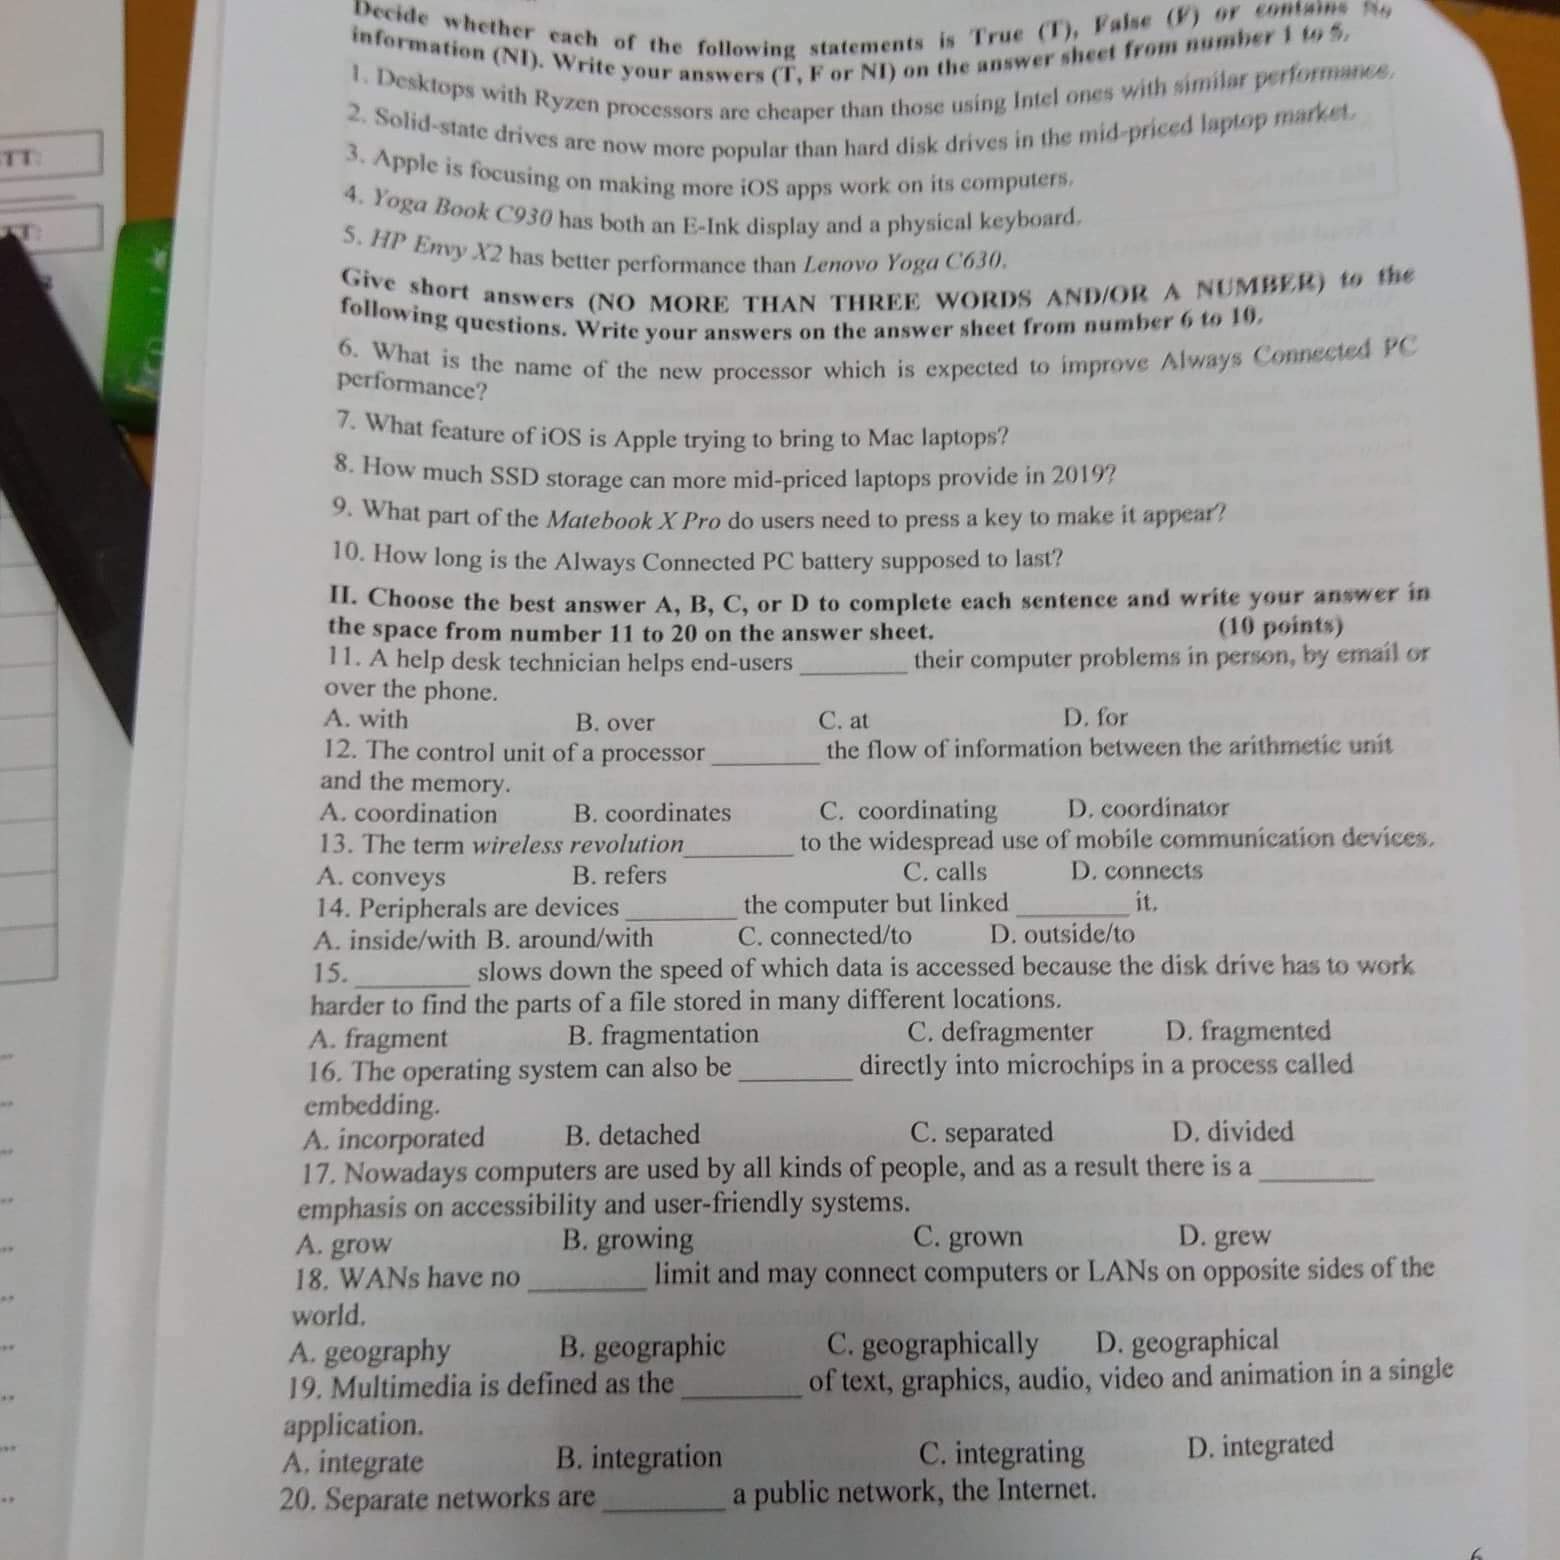 Decide whether each of the following statements is True (T), False (F) or contains No
information (NI). Write your answers (T, F or NI) on the answer sheet from number 1 to 5.
1. Desktops with Ryzen processors are cheaper than those using Intel ones with similar performance.
2. Solid-state drives are now more popular than hard disk drives in the mid-priced laptop market.
3. Apple is focusing on making more iOS apps work on its computers.
4. Yoga Book C930 has both an E-Ink display and a physical keyboard.
5. HP Envy X2 has better performance than Lenovo Yoga C630.
Give short answers (NO MORE THAN THREE WORDS AND/OR A NUMBER) to the
following questions. Write your answers on the answer sheet from number 6 to 10.
6. What is the name of the new processor which is expected to improve Always Connected PC
performance?
7. What feature of iOS is Apple trying to bring to Mac laptops?
8. How much SSD storage can more mid-priced laptops provide in 2019?
9. What part of the Matebook X Pro do users need to press a key to make it appear?
10. How long is the Always Connected PC battery supposed to last?
II. Choose the best answer A, B, C, or D to complete each sentence and write your answer in
the space from number 11 to 20 on the answer sheet. (10 points)
11. A help desk technician helps end-users ________ their computer problems in person, by email or
over the phone.
A. with B. over C. at D. for
12. The control unit of a processor ________ the flow of information between the arithmetic unit
and the memory.
A. coordination B. coordinates C. coordinating D. coordinator
13. The term wireless revolution________ to the widespread use of mobile communication devices.
A. conveys B. refers C. calls D. connects
14. Peripherals are devices ________ the computer but linked ________ it.
A. inside/with B. around/with C. connected/to D. outside/to
15. ________ slows down the speed of which data is accessed because the disk drive has to work
harder to find the parts of a file stored in many different locations.
A. fragment B. fragmentation C. defragmenter D. fragmented
16. The operating system can also be ________ directly into microchips in a process called
embedding.
A. incorporated B. detached C. separated D. divided
17. Nowadays computers are used by all kinds of people, and as a result there is a ________
emphasis on accessibility and user-friendly systems.
A. grow B. growing C. grown D. grew
18. WANs have no ________ limit and may connect computers or LANs on opposite sides of the
world.
A. geography B. geographic C. geographically D. geographical
19. Multimedia is defined as the ________ of text, graphics, audio, video and animation in a single
application.
A. integrate B. integration C. integrating D. integrated
20. Separate networks are ________ a public network, the Internet.